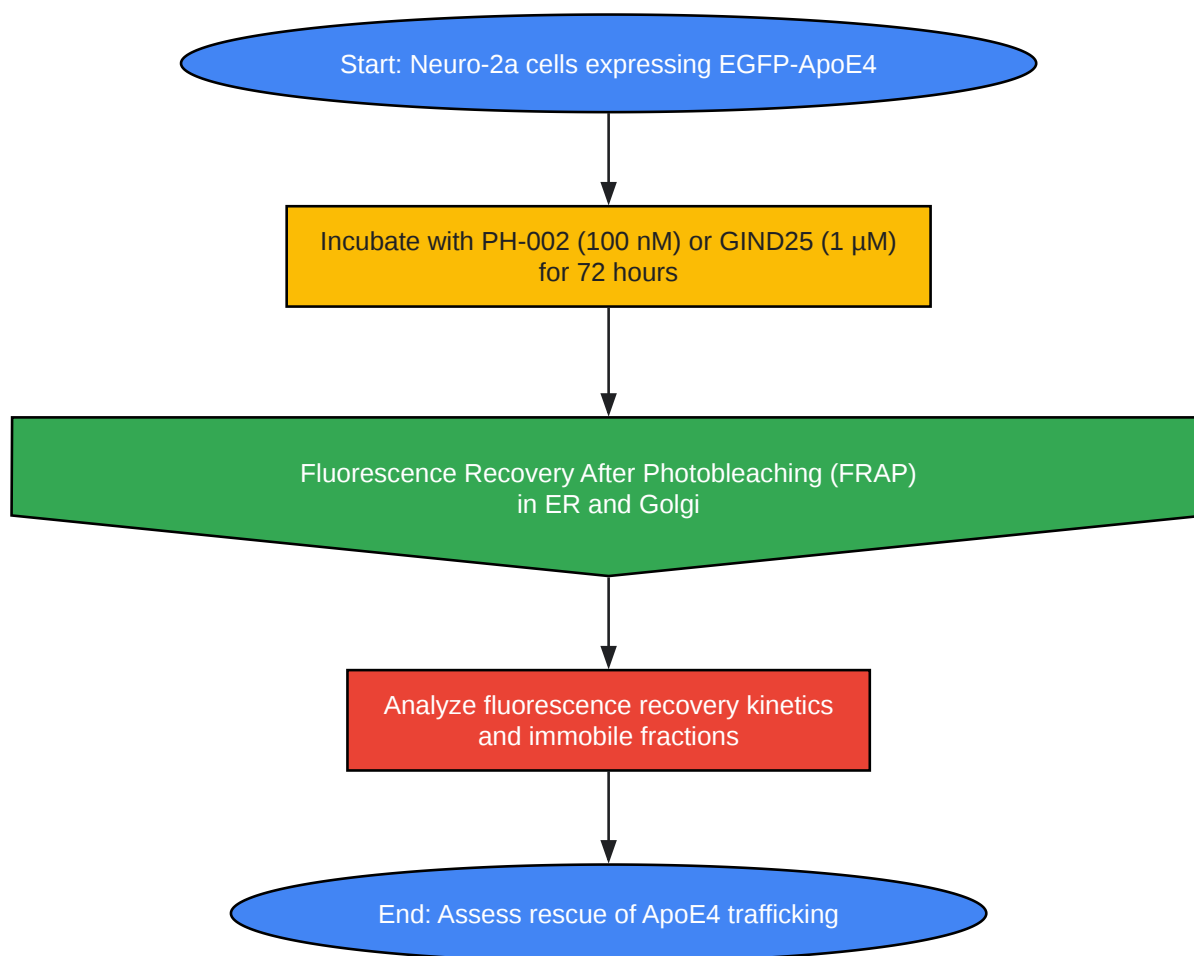 Start: Neuro-2a cells expressing EGFP-ApoE4
Incubate with PH-002 (100 nM) or GIND25 (1 µM)
for 72 hours
Fluorescence Recovery After Photobleaching (FRAP)
in ER and Golgi
Analyze fluorescence recovery kinetics
and immobile fractions
End: Assess rescue of ApoE4 trafficking